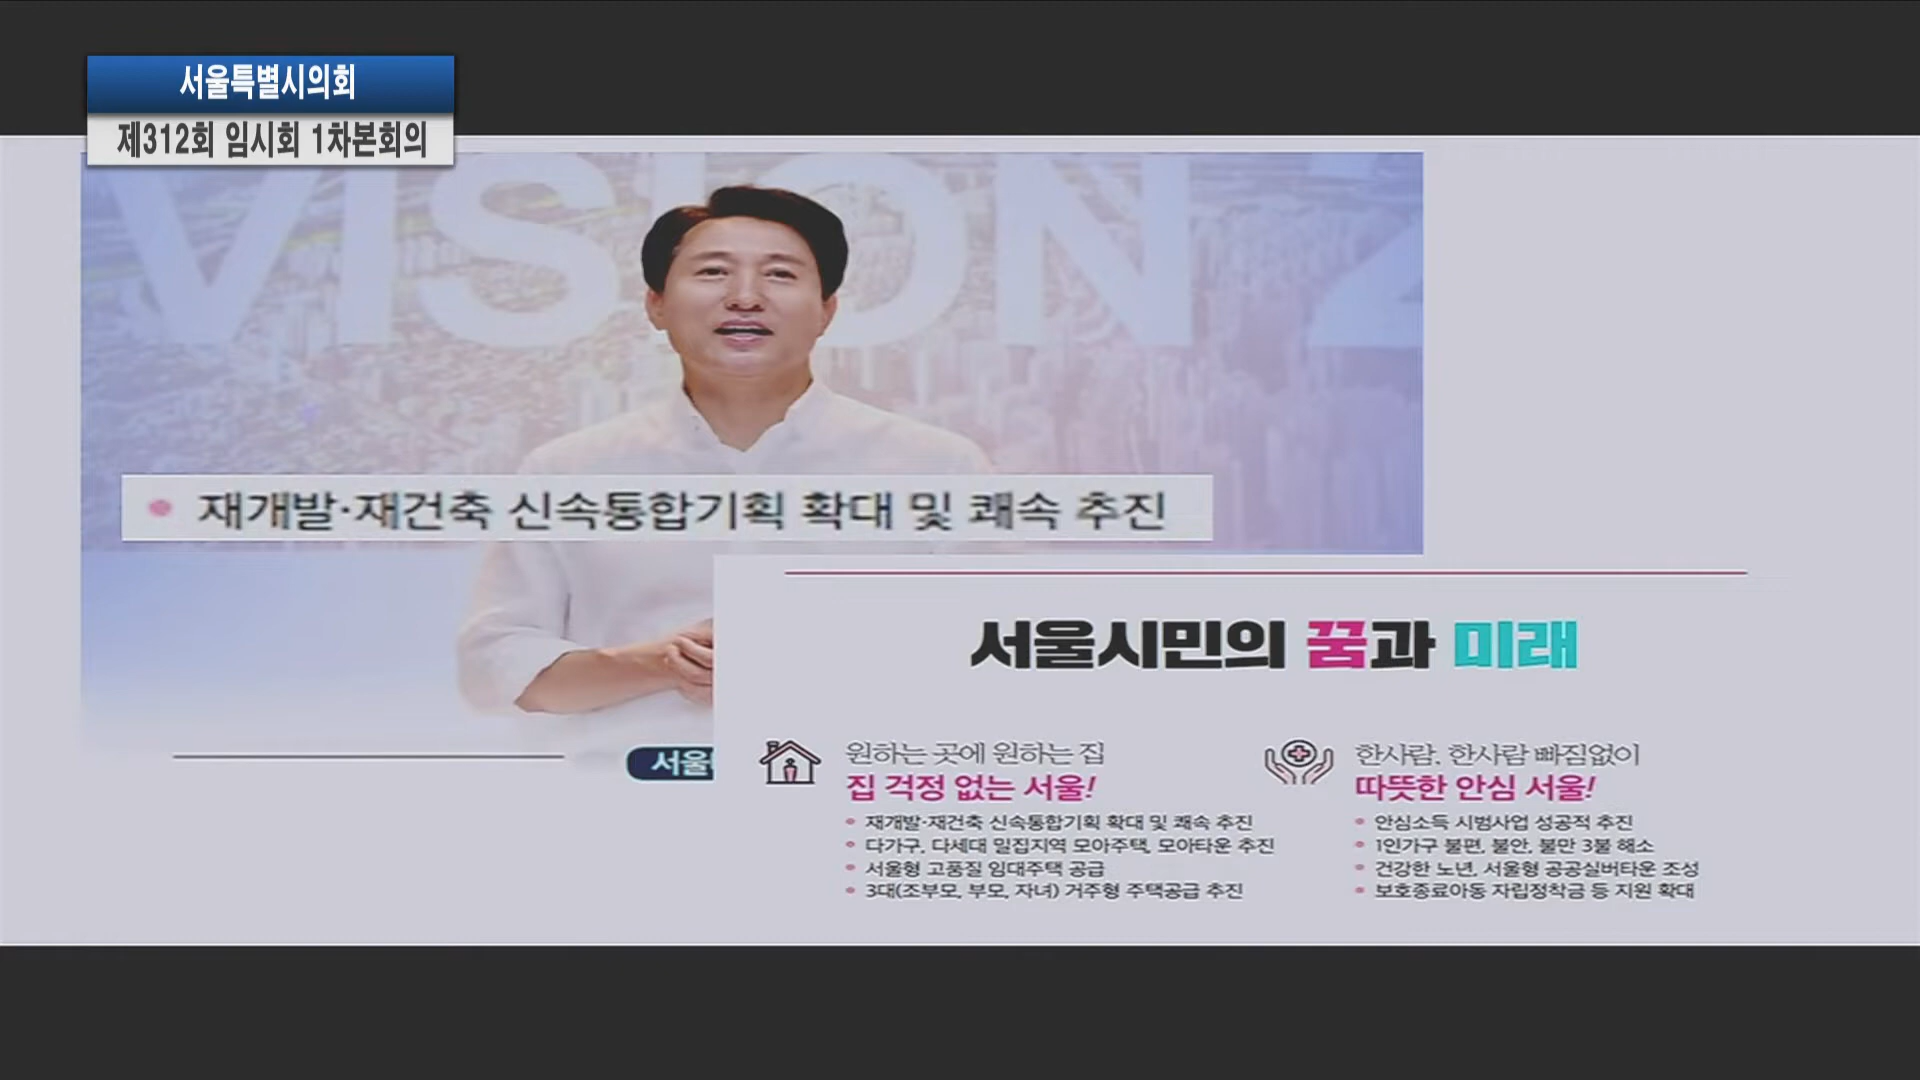 서울특별시의회
제312회 임시회 1차본회의
VISION 2
• 재개발·재건축 신속통합기획 확대 및 쾌속 추진
서울시민의 꿈과 미래
서울
원하는 곳에 원하는 집
집 걱정 없는 서울!
• 재개발·재건축 신속통합기획 확대 및 쾌속 추진
• 다가구, 다세대 밀집지역 모아주택, 모아타운 추진
• 서울형 고품질 임대주택 공급
• 3대(조부모, 부모, 자녀) 거주형 주택공급 추진
한사람, 한사람 빠짐없이
따뜻한 안심 서울!
• 안심소득 시범사업 성공적 추진
• 1인가구 불편, 불안, 불만 3불 해소
• 건강한 노년, 서울형 공공실버타운 조성
• 보호종료아동 자립정착금 등 지원 확대